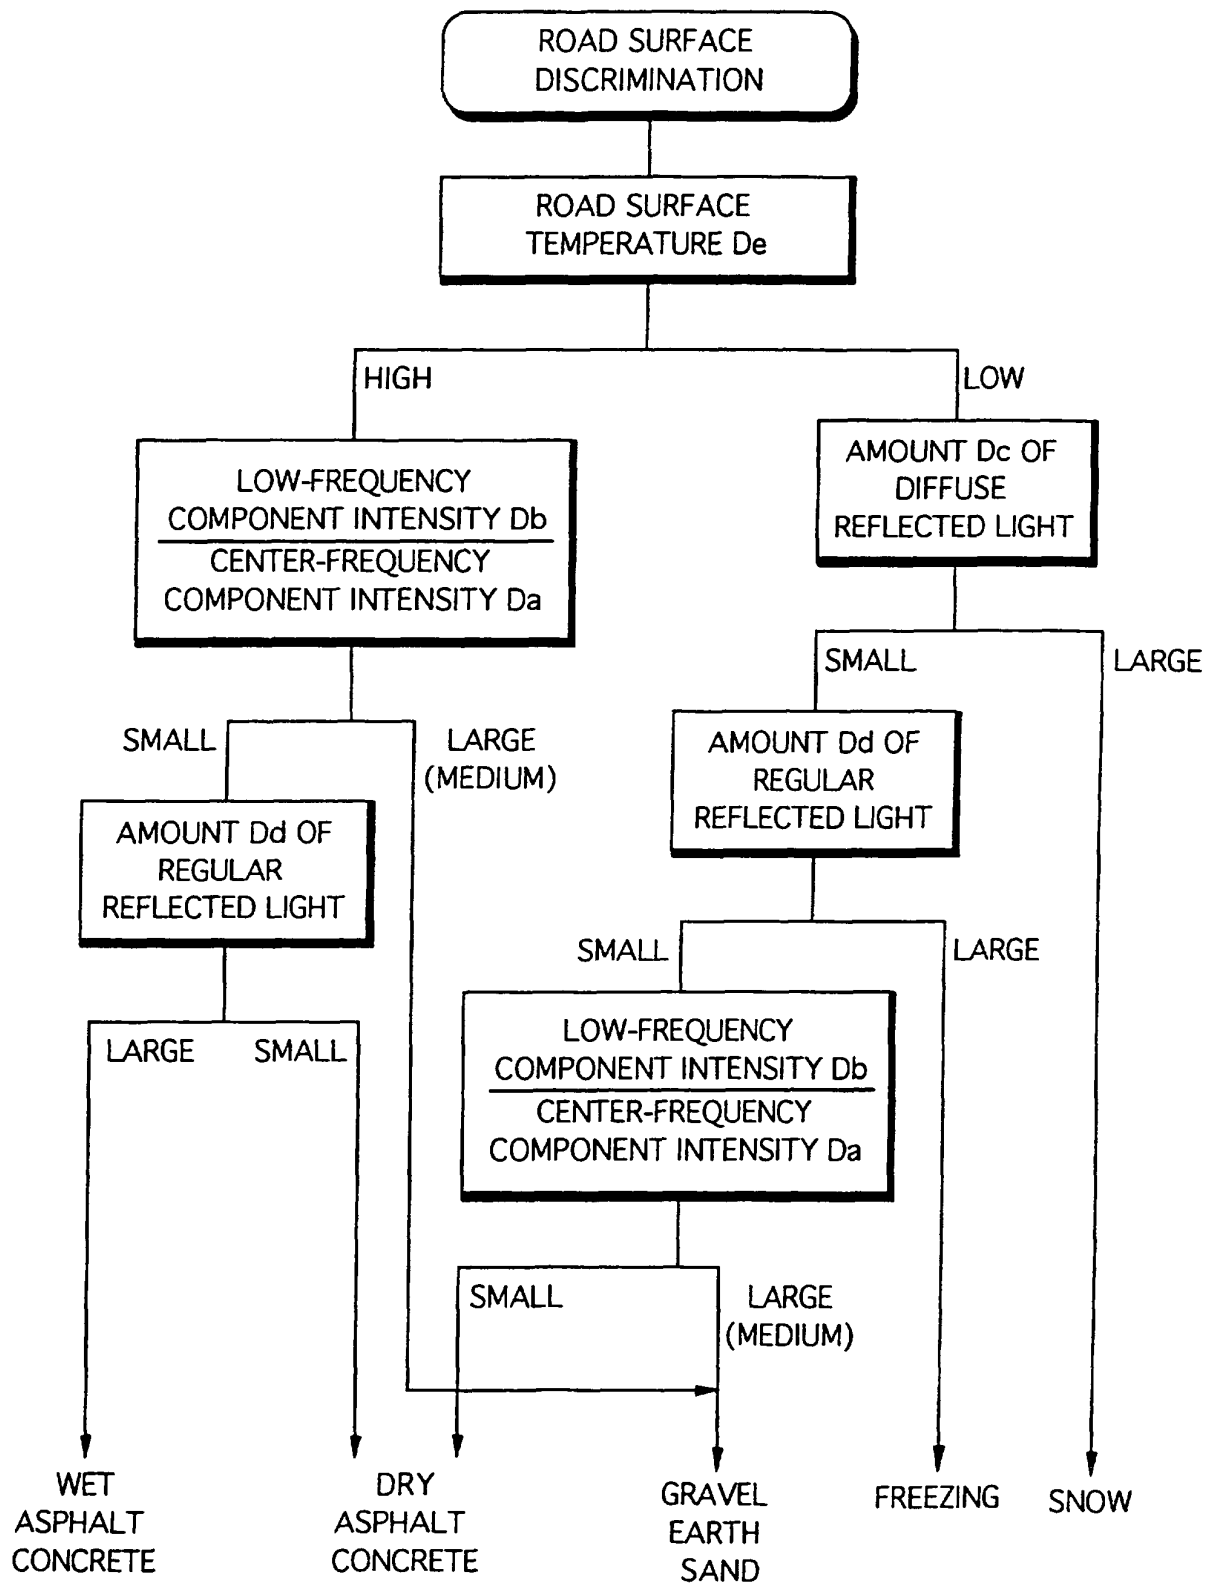 ROAD SURFACE
DISCRIMINATION
ROAD SURFACE
TEMPERATURE De
HIGH
LOW
LOW-FREQUENCY
COMPONENT INTENSITY Db
CENTER-FREQUENCY
COMPONENT INTENSITY Da
AMOUNT Dc OF
DIFFUSE
REFLECTED LIGHT
SMALL
LARGE
SMALL
LARGE
(MEDIUM)
AMOUNT Dd OF
REGULAR
REFLECTED LIGHT
AMOUNT Dd OF
REGULAR
REFLECTED LIGHT
SMALL
LARGE
LARGE
SMALL
LOW-FREQUENCY
COMPONENT INTENSITY Db
CENTER-FREQUENCY
COMPONENT INTENSITY Da
SMALL
LARGE
(MEDIUM)
WET
ASPHALT
CONCRETE
DRY
ASPHALT
CONCRETE
GRAVEL
EARTH
SAND
FREEZING
SNOW